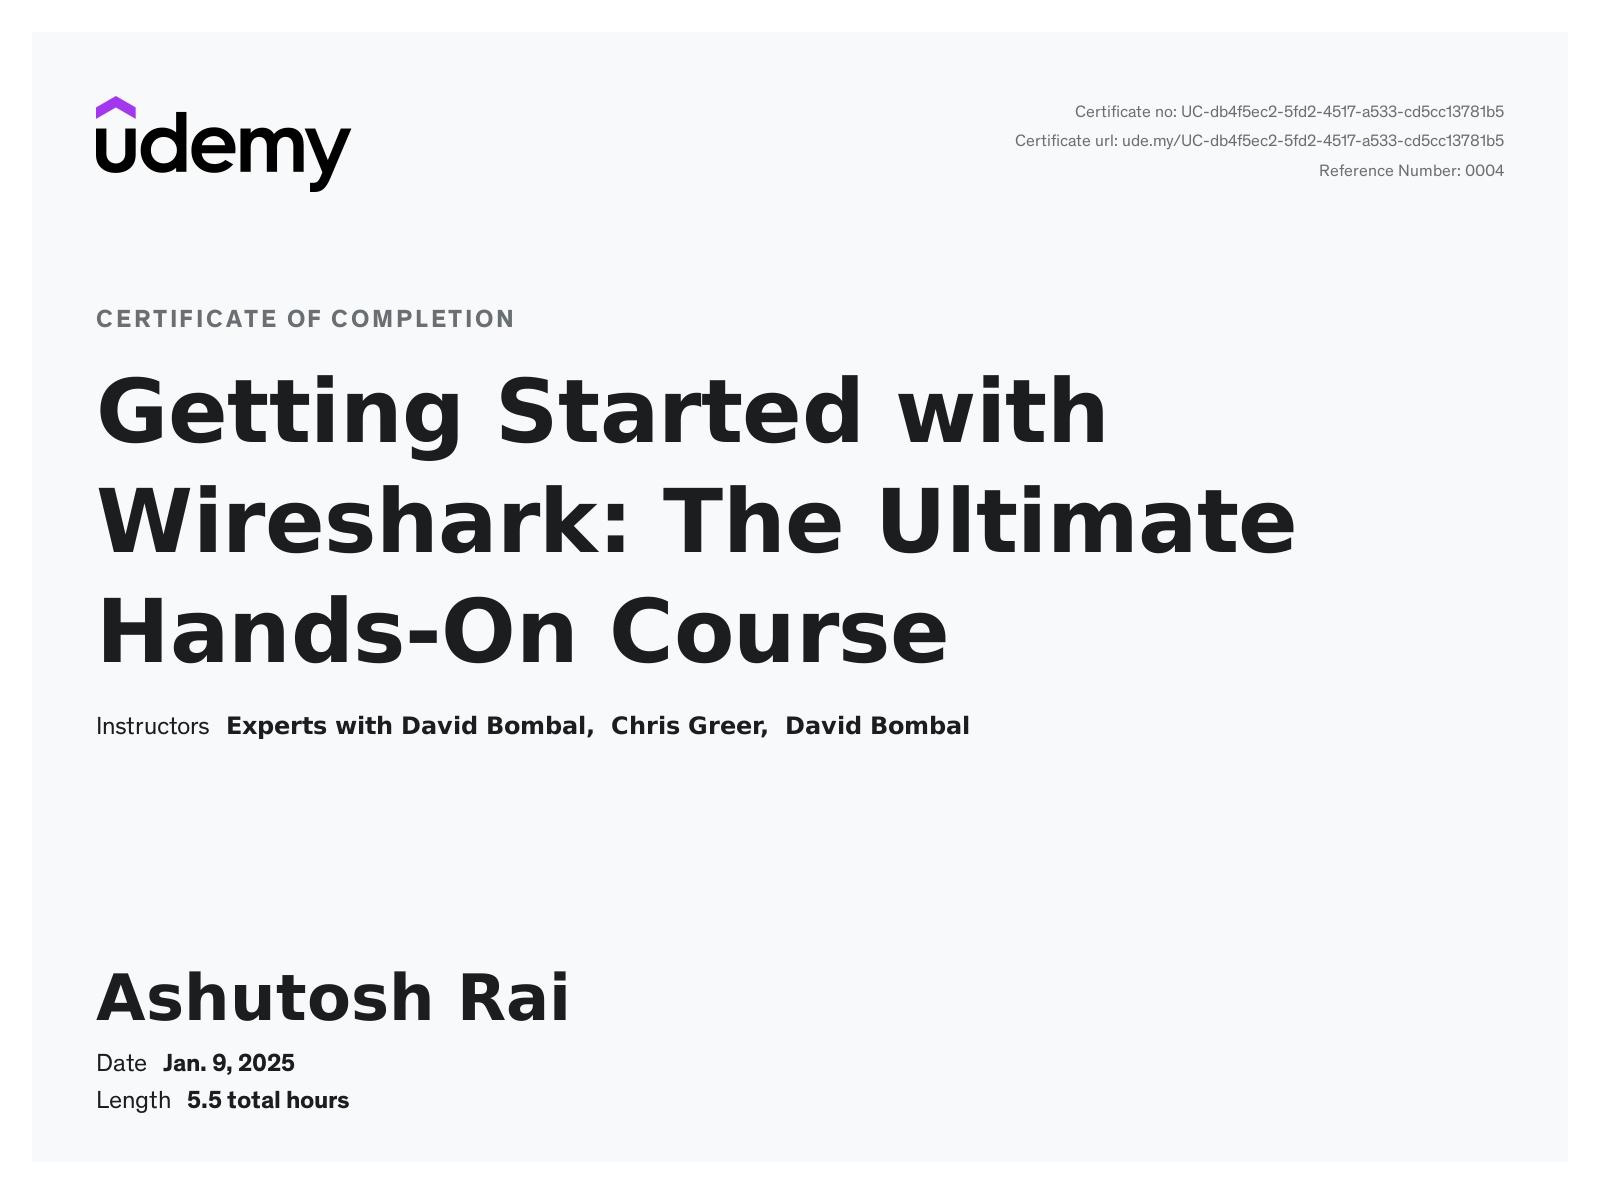 udemy
Certificate no: UC-db4f5ec2-5fd2-4517-a533-cd5cc13781b5
Certificate url: ude.my/UC-db4f5ec2-5fd2-4517-a533-cd5cc13781b5
Reference Number: 0004
CERTIFICATE OF COMPLETION
Getting Started with
Wireshark: The Ultimate
Hands-On Course
Instructors Experts with David Bombal, Chris Greer, David Bombal
Ashutosh Rai
Date Jan. 9, 2025
Length 5.5 total hours